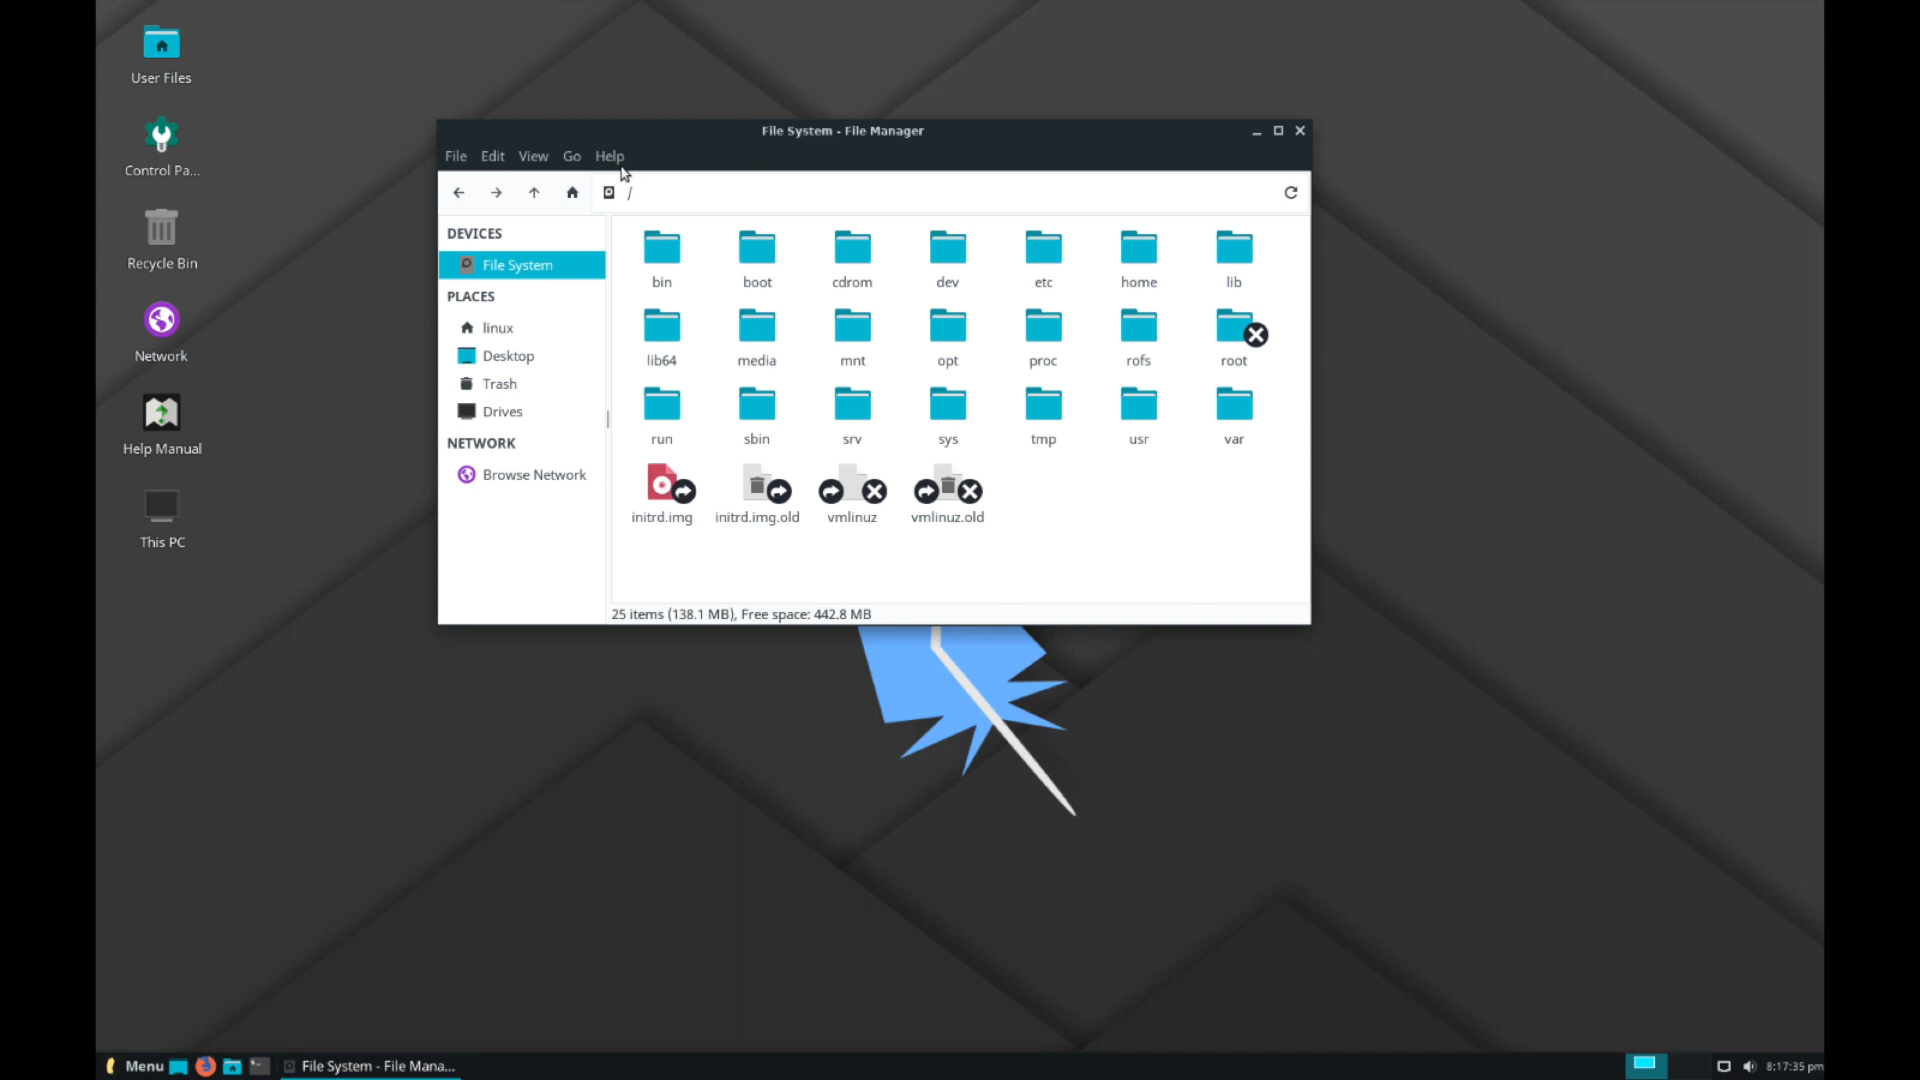 User Files
Control Pa...
Recycle Bin
Network
Help Manual
This PC
File System - File Manager
File Edit View Go Help
/
DEVICES
File System
PLACES
linux
Desktop
Trash
Drives
NETWORK
Browse Network
bin boot cdrom dev etc home lib
lib64 media mnt opt proc rofs root
run sbin srv sys tmp usr var
initrd.img initrd.img.old vmlinuz vmlinuz.old
25 items (138.1 MB), Free space: 442.8 MB
Menu File System - File Mana... 8:17:35 pm